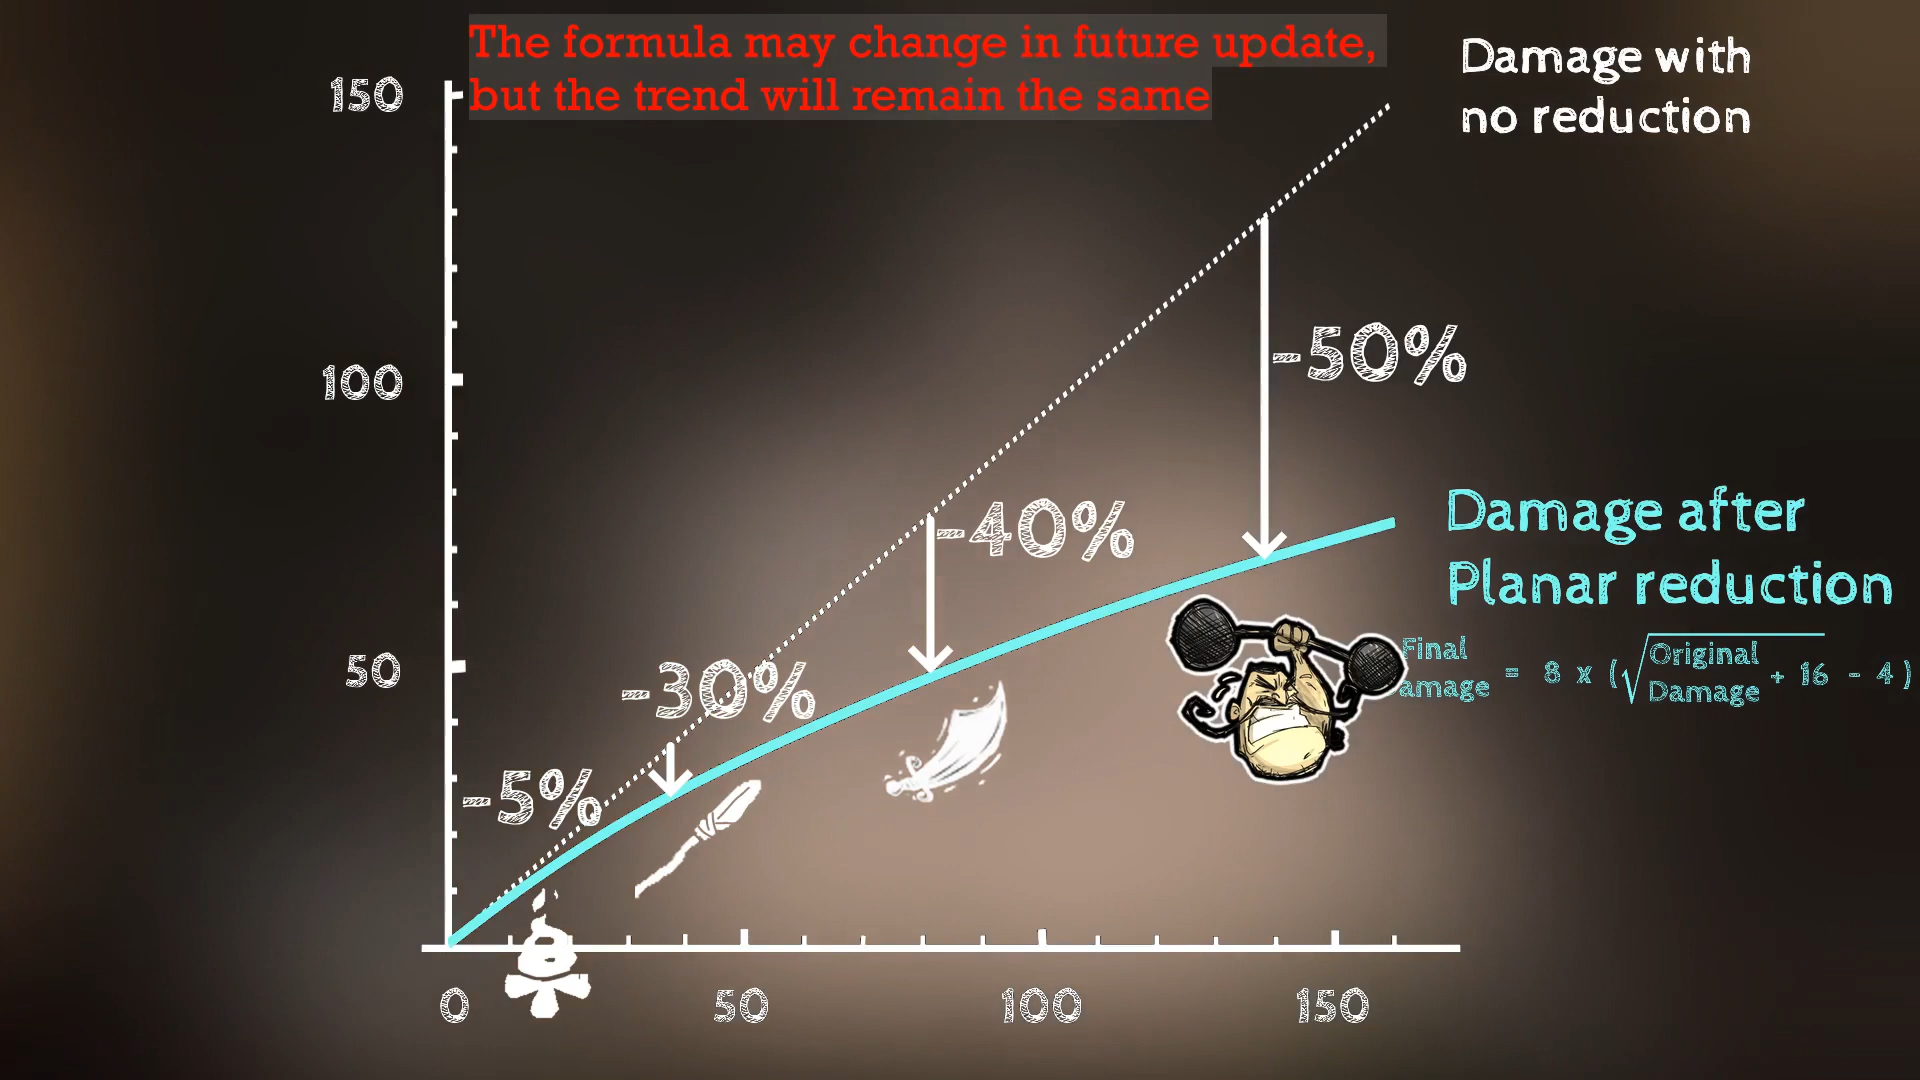 The formula may change in future update,
but the trend will remain the same
Damage with
no reduction
150
100
50
-50%
-40%
-30%
-5%
Damage after
Planar reduction
Final
amage = 8 x (√Original Damage + 16 - 4)
0 50 100 150